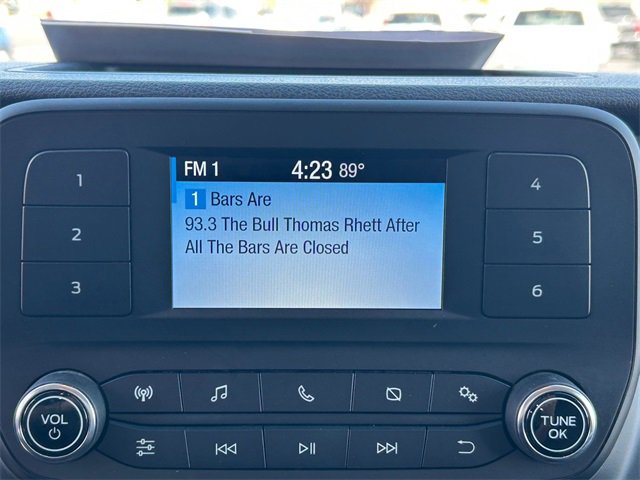 FM 1 4:23 89°
1 Bars Are
93.3 The Bull Thomas Rhett After
All The Bars Are Closed
1
2
3
4
5
6
VOL
TUNE
OK